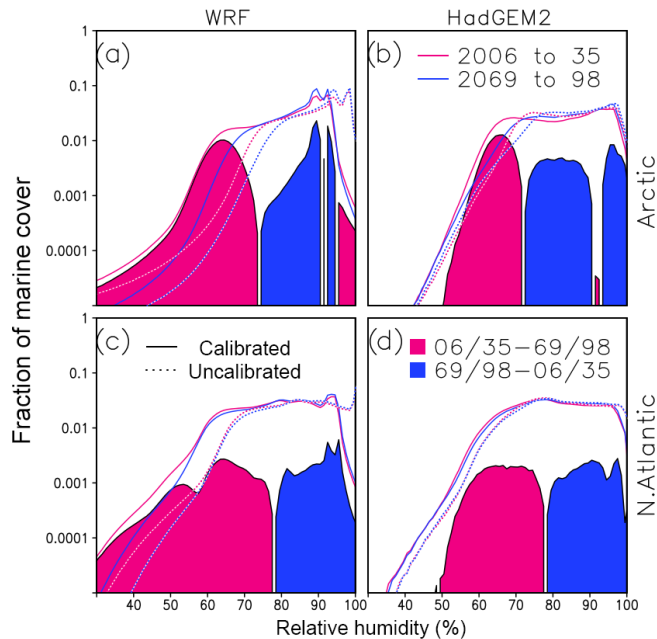 WRF HadGEM2
(a) (b)
2006 to 35
2069 to 98
1
0.1
0.01
0.001
0.0001
Arctic
Fraction of marine cover
(c) (d)
Calibrated
Uncalibrated
06/35-69/98
69/98-06/35
1
0.1
0.01
0.001
0.0001
N.Atlantic
30 40 50 60 70 80 90 100 40 50 60 70 80 90 100
Relative humidity (%)